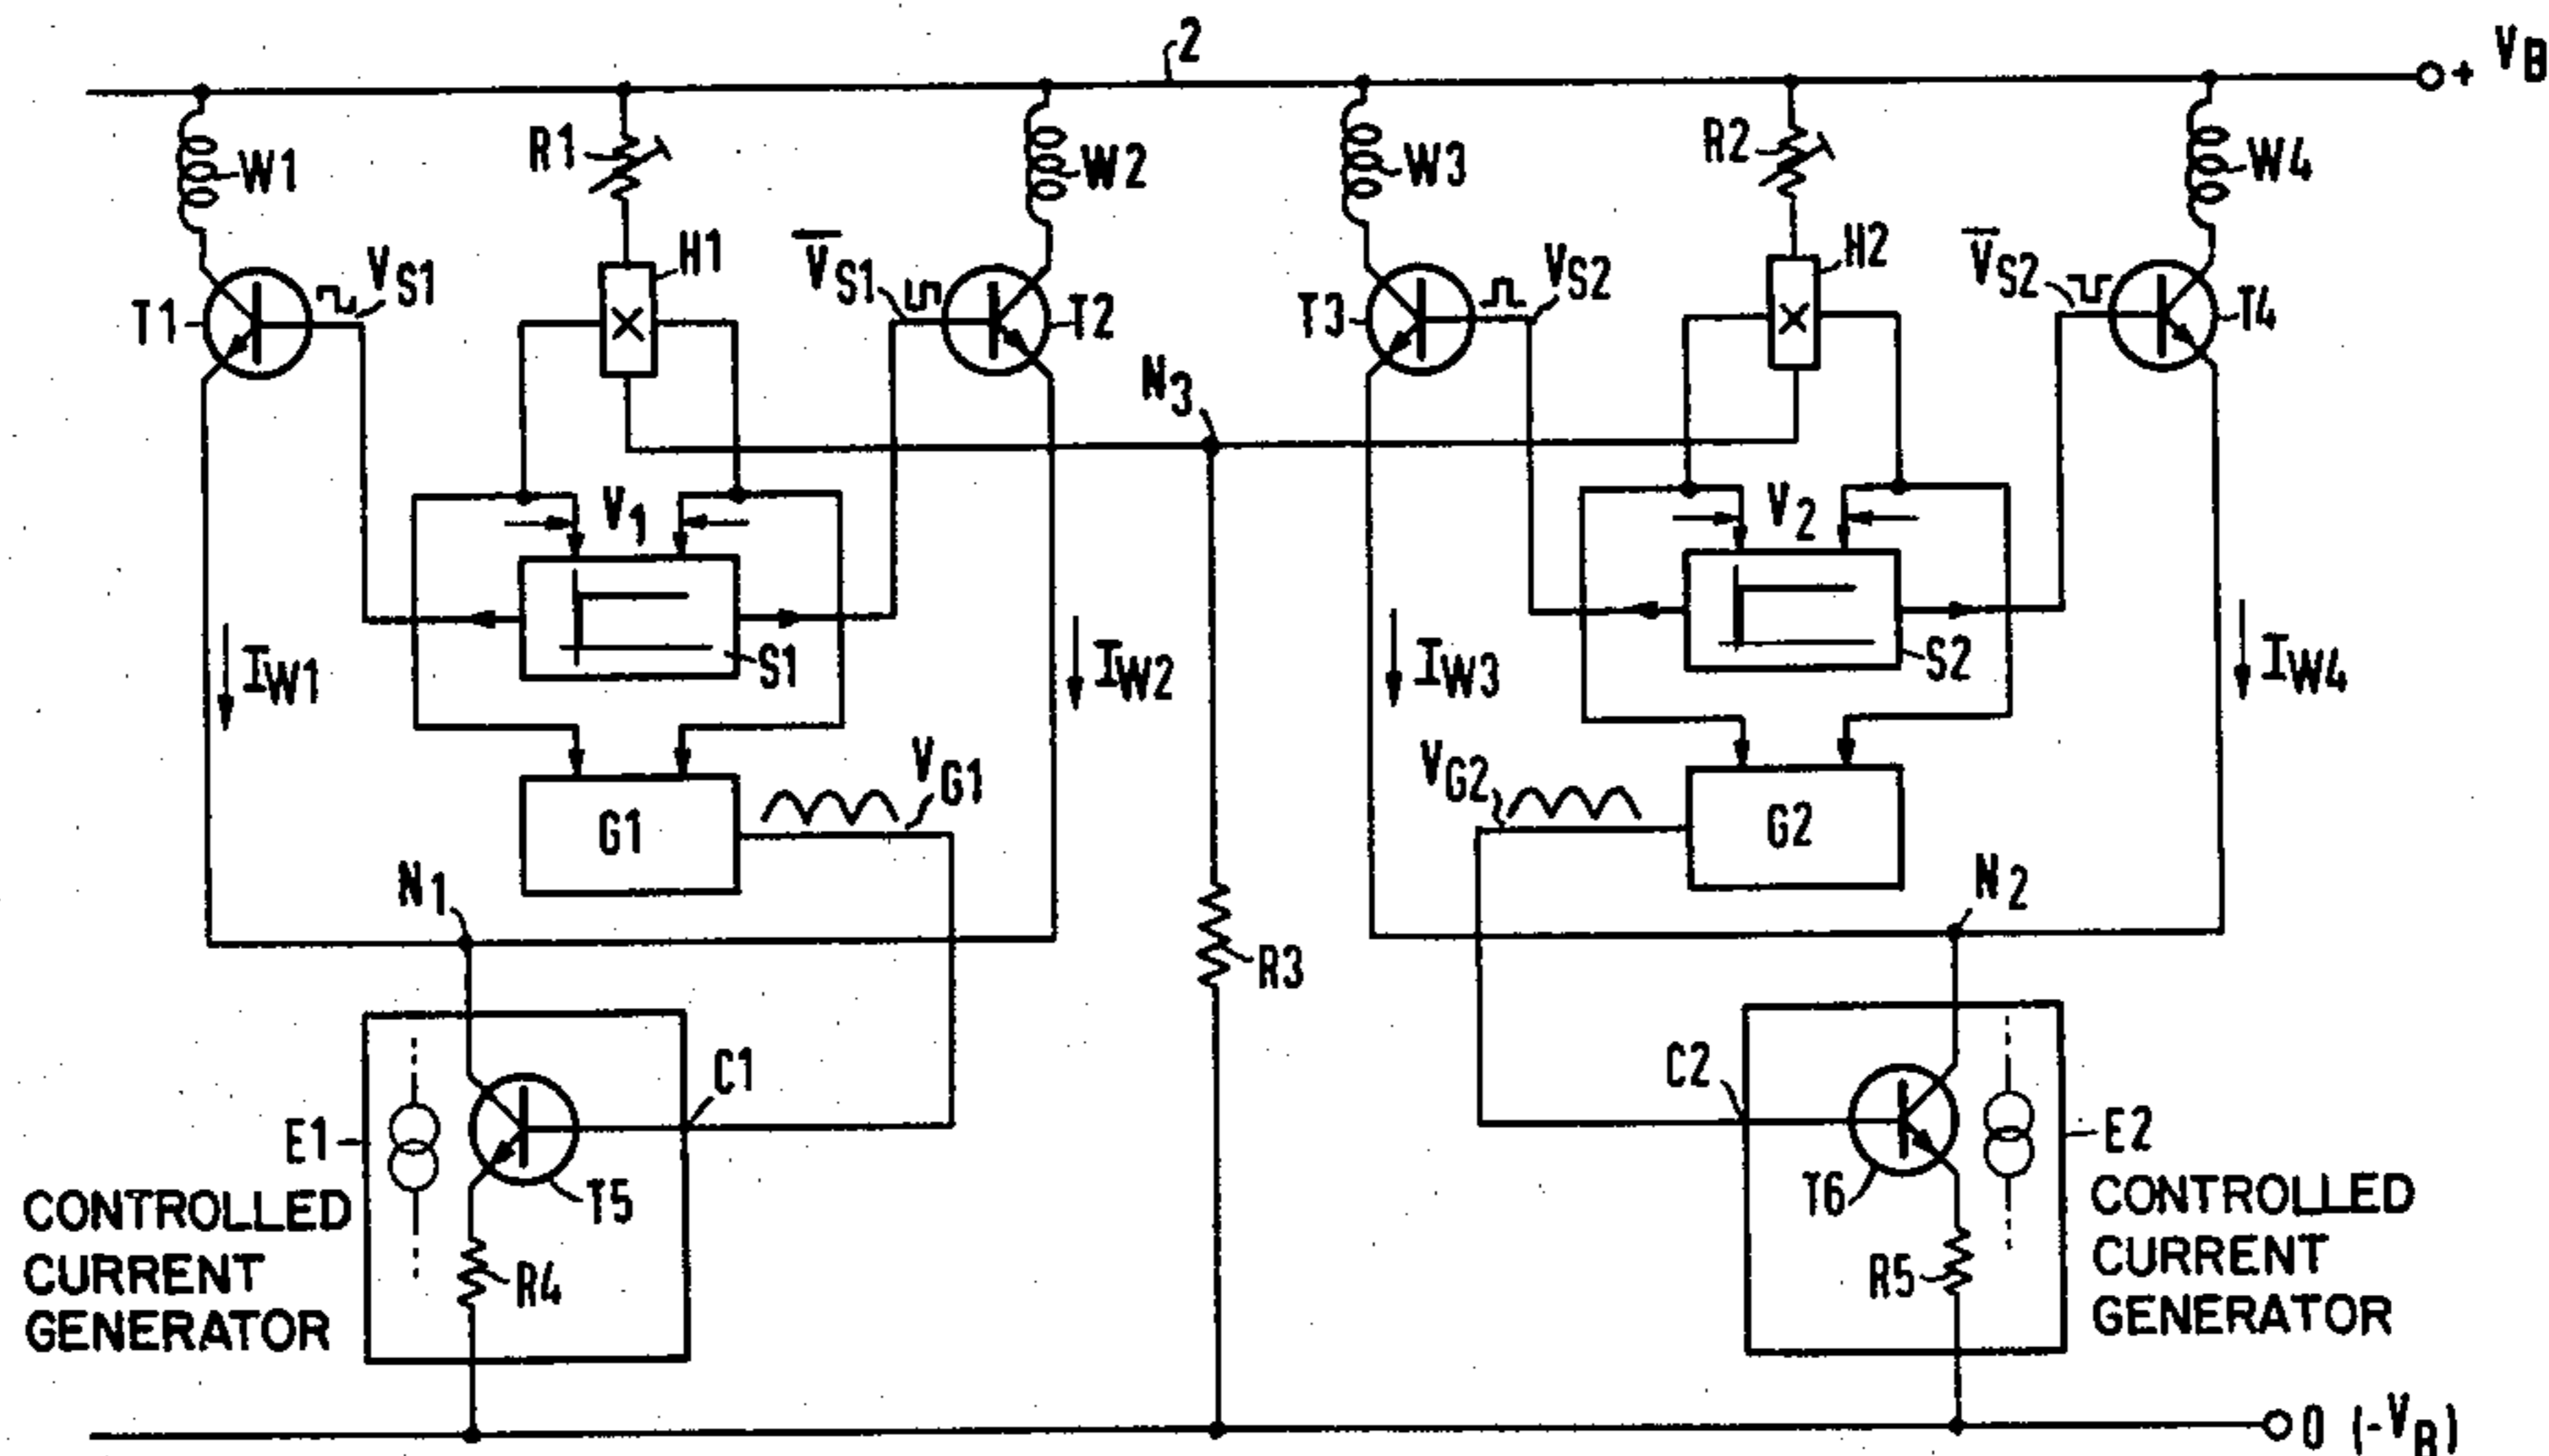 2
+ VB
W1
R1
W2
W3
R2
W4
H1
H2
VS1
V̅S1
VS2
V̅S2
T1
T2
T3
T4
N3
V1
V2
S1
S2
IW1
IW2
IW3
IW4
VG1
VG2
G1
G2
N1
N2
R3
C1
C2
E1
E2
T5
T6
R4
R5
CONTROLLED
CURRENT
GENERATOR
CONTROLLED
CURRENT
GENERATOR
0 (-VB)